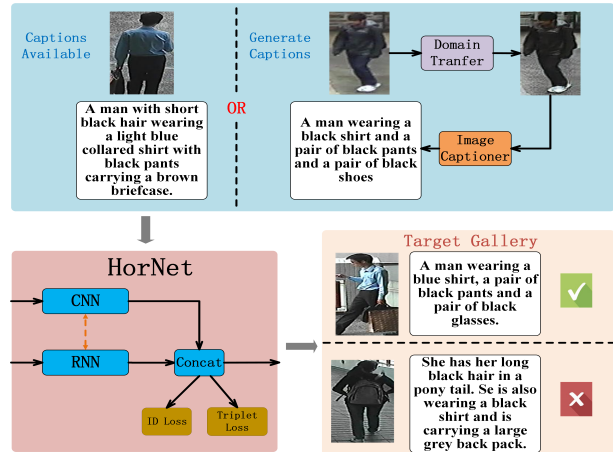 Captions
Available
A man with short
black hair wearing
a light blue
collared shirt with
black pants
carrying a brown
briefcase.
OR
Generate
Captions
Domain
Tranfer
A man wearing a
black shirt and a
pair of black pants
and a pair of black
shoes
Image
Captioner
HorNet
CNN
RNN
Concat
ID Loss
Triplet
Loss
Target Gallery
A man wearing a
blue shirt, a pair of
black pants and a
pair of black
glasses.
She has her long
black hair in a
pony tail. Se is also
wearing a black
shirt and is
carrying a large
grey back pack.